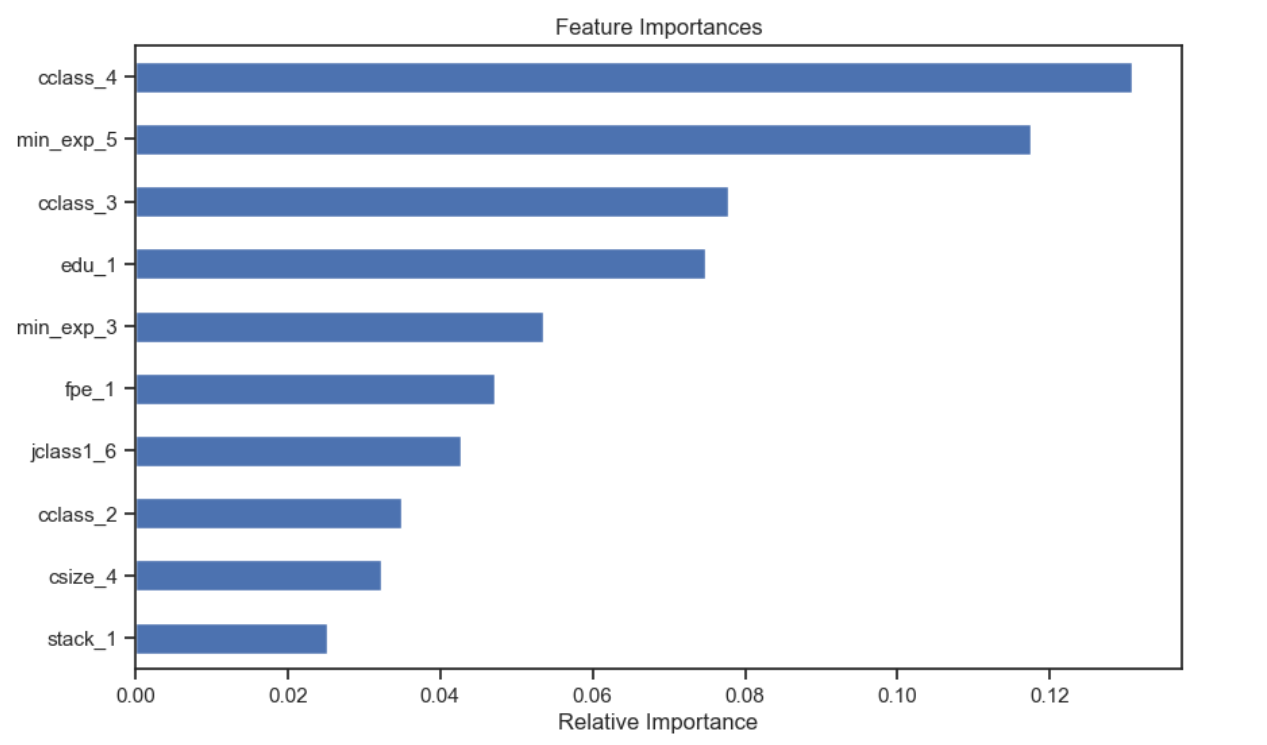 Feature Importances
cclass_4
min_exp_5
cclass_3
edu_1
min_exp_3
fpe_1
jclass1_6
cclass_2
csize_4
stack_1
0.00 0.02 0.04 0.06 0.08 0.10 0.12
Relative Importance